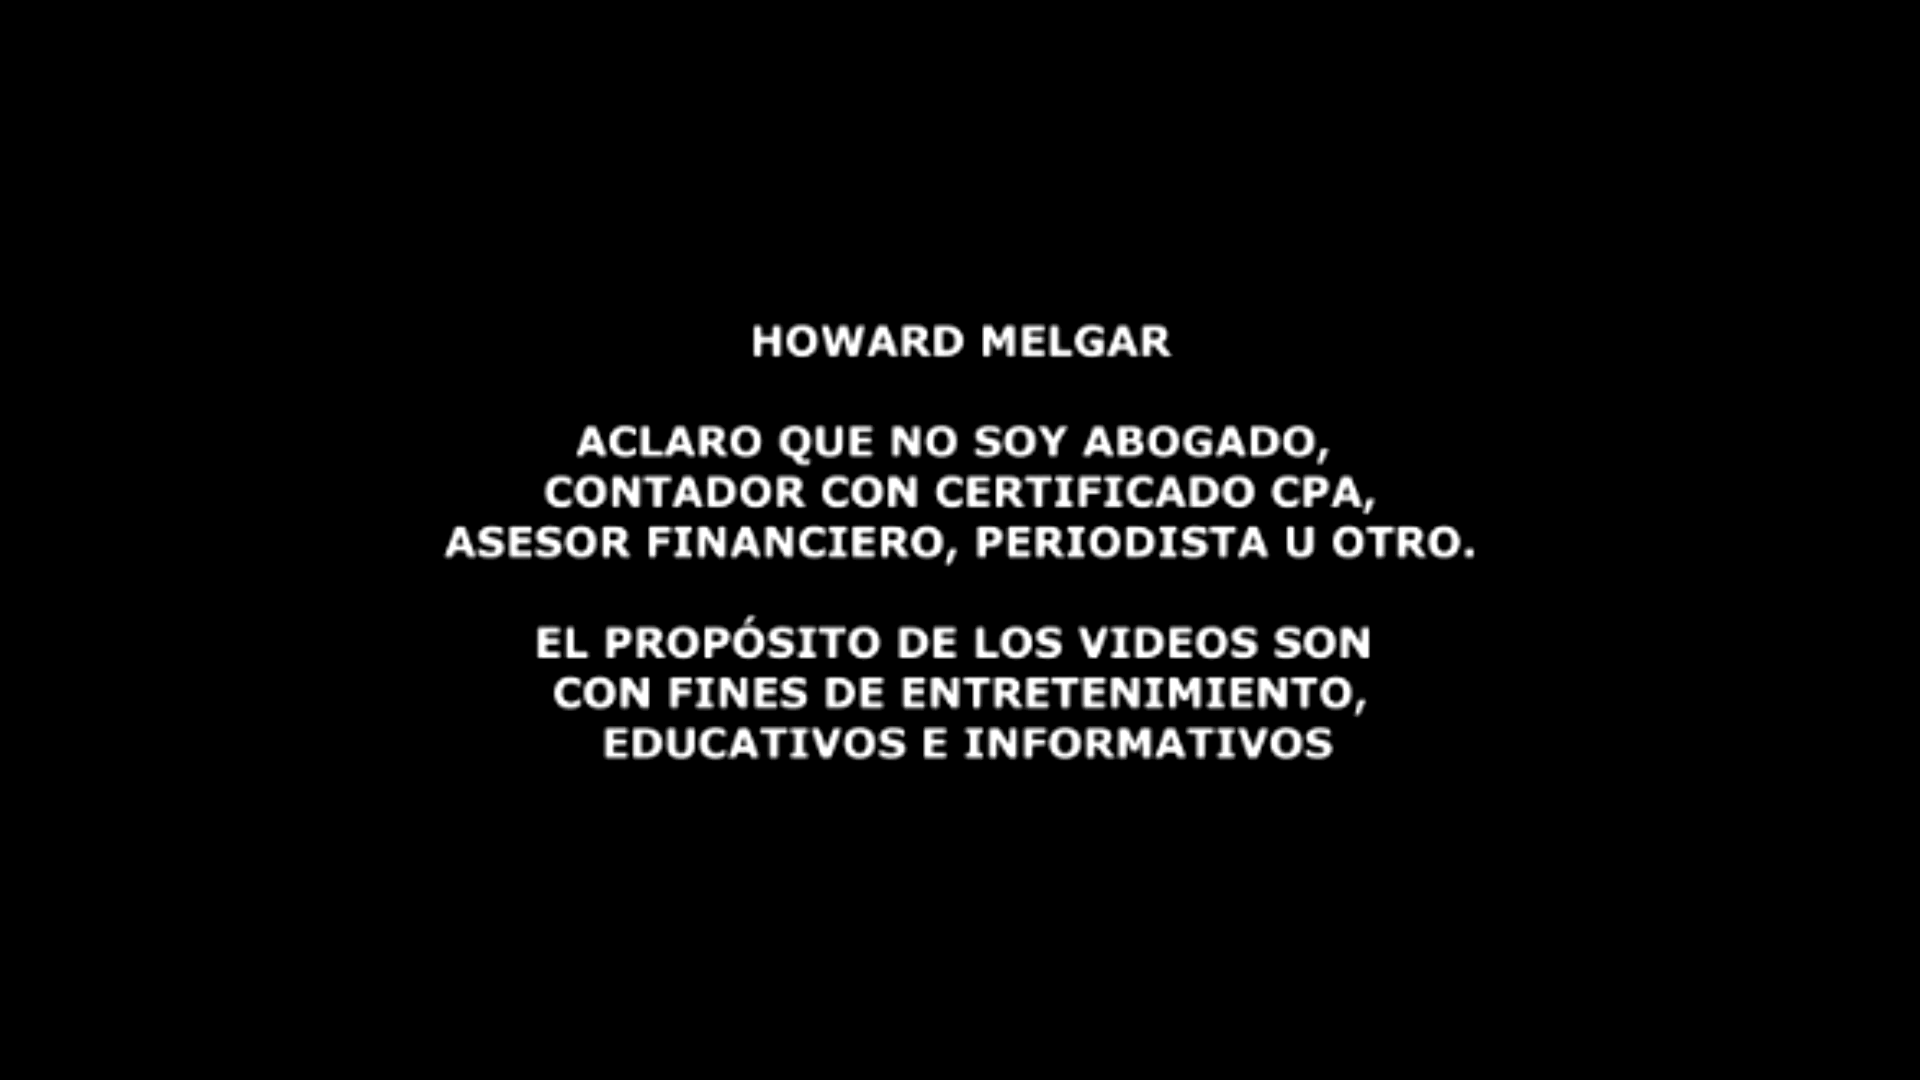 HOWARD MELGAR
ACLARO QUE NO SOY ABOGADO,
CONTADOR CON CERTIFICADO CPA,
ASESOR FINANCIERO, PERIODISTA U OTRO.
EL PROPÓSITO DE LOS VIDEOS SON
CON FINES DE ENTRETENIMIENTO,
EDUCATIVOS E INFORMATIVOS